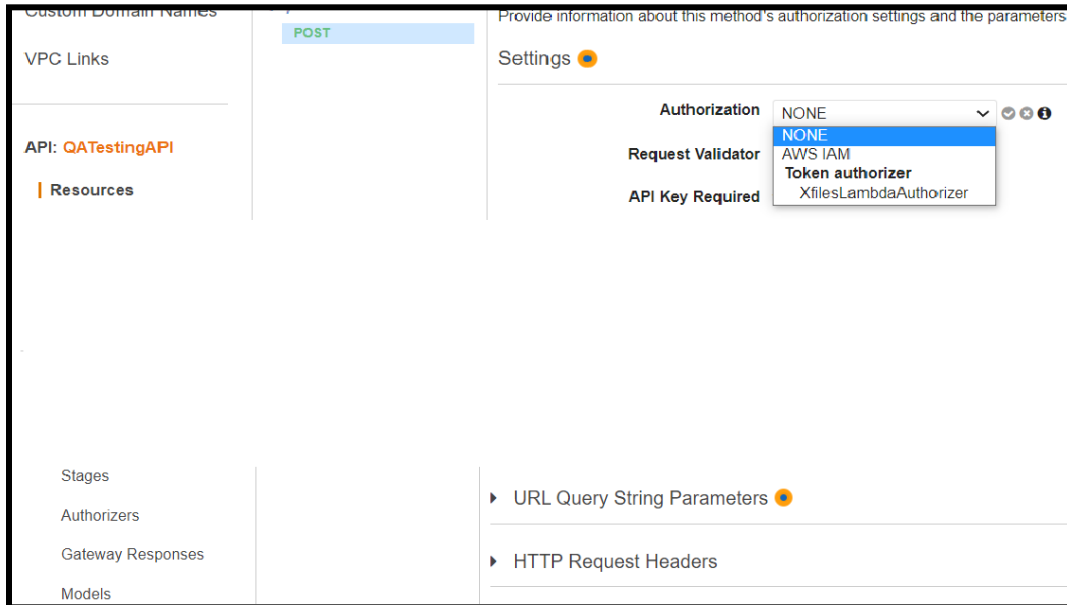 Custom Domain Names
VPC Links
API: QATestingAPI
Resources
POST
Provide information about this method's authorization settings and the parameters
Settings
Authorization
NONE
NONE
AWS IAM
Token authorizer
XfilesLambdaAuthorizer
Request Validator
API Key Required
Stages
Authorizers
Gateway Responses
Models
URL Query String Parameters
HTTP Request Headers